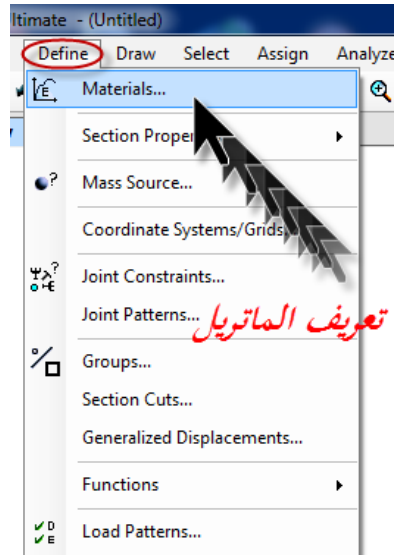 ltimate - (Untitled)
Define Draw Select Assign Analyze
Materials...
Section Prope
Mass Source...
Coordinate Systems/Grids
Joint Constraints...
Joint Patterns...
تعريف الماتريل
Groups...
Section Cuts...
Generalized Displacements...
Functions
Load Patterns...